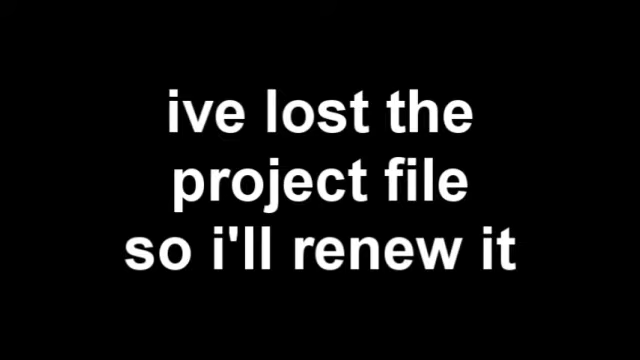 ive lost the
project file
so i'll renew it